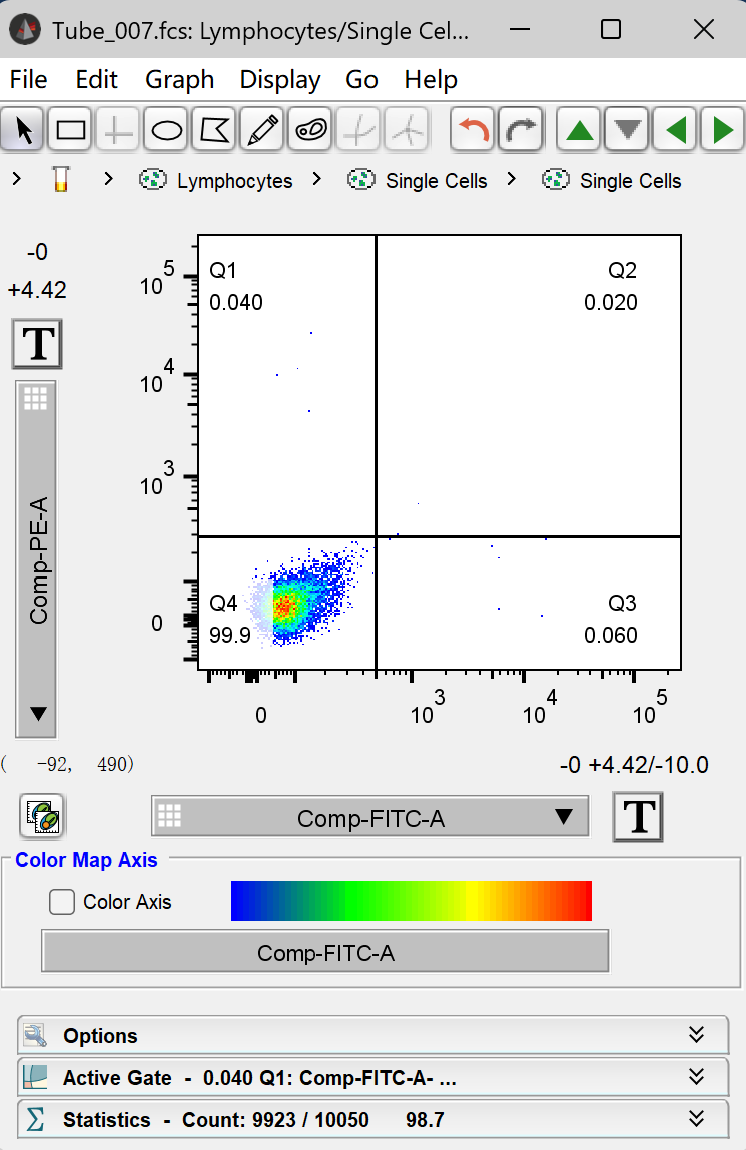 Tube_007.fcs: Lymphocytes/Single Cel...
File Edit Graph Display Go Help
Lymphocytes Single Cells Single Cells
-0
+4.42
T
Comp-PE-A
10^5
10^4
10^3
0
Q1
0.040
Q2
0.020
Q4
99.9
Q3
0.060
0 10^3 10^4 10^5
( -92, 490)
-0 +4.42/-10.0
Comp-FITC-A
T
Color Map Axis
Color Axis
Comp-FITC-A
Options
Active Gate - 0.040 Q1: Comp-FITC-A- ...
Statistics - Count: 9923 / 10050 98.7